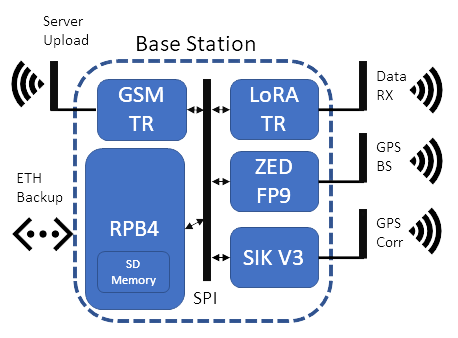 Server
Upload
Base Station
GSM
TR
LoRA
TR
Data
RX
ETH
Backup
RPB4
SD
Memory
ZED
FP9
GPS
BS
SIK V3
GPS
Corr
SPI